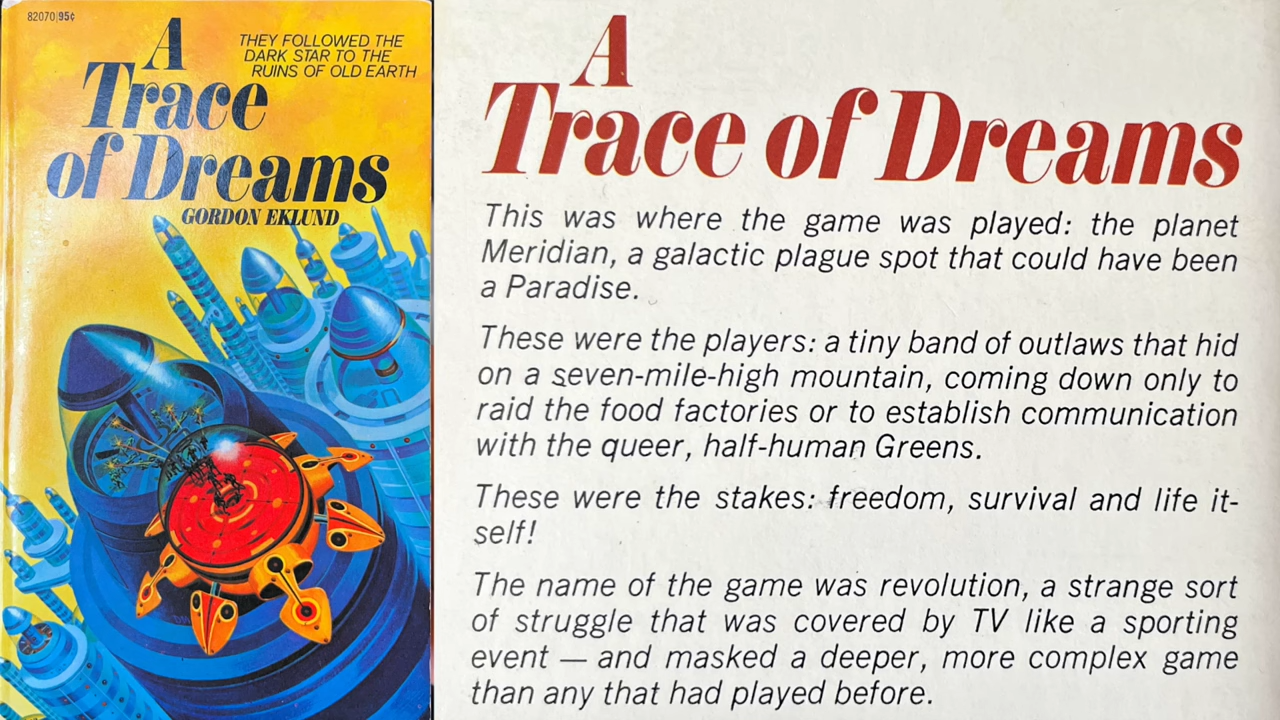 82070 | 95¢
A
Trace
of Dreams
THEY FOLLOWED THE
DARK STAR TO THE
RUINS OF OLD EARTH
GORDON EKLUND
A
Trace of Dreams
This was where the game was played: the planet
Meridian, a galactic plague spot that could have been
a Paradise.
These were the players: a tiny band of outlaws that hid
on a seven-mile-high mountain, coming down only to
raid the food factories or to establish communication
with the queer, half-human Greens.
These were the stakes: freedom, survival and life it-
self!
The name of the game was revolution, a strange sort
of struggle that was covered by TV like a sporting
event — and masked a deeper, more complex game
than any that had played before.